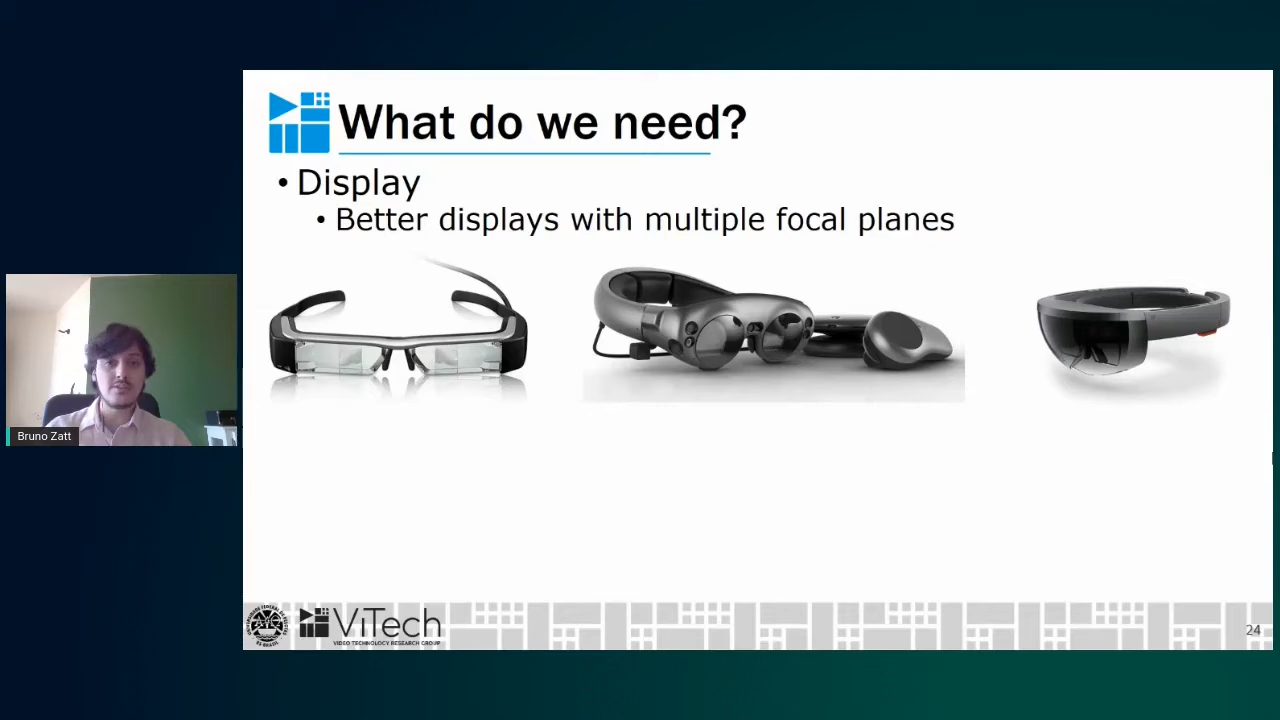 What do we need?
• Display
• Better displays with multiple focal planes
Bruno Zatt
ViTech
VIDEO TECHNOLOGY RESEARCH GROUP
24